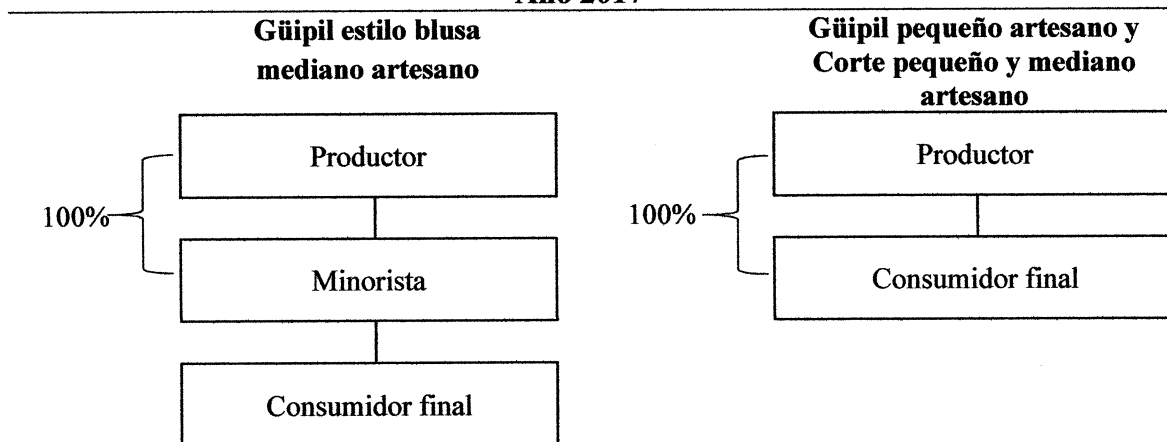 Güipil estilo blusa
mediano artesano
Productor
100%
Minorista
Consumidor final
Güipil pequeño artesano y
Corte pequeño y mediano
artesano
Productor
100%
Consumidor final